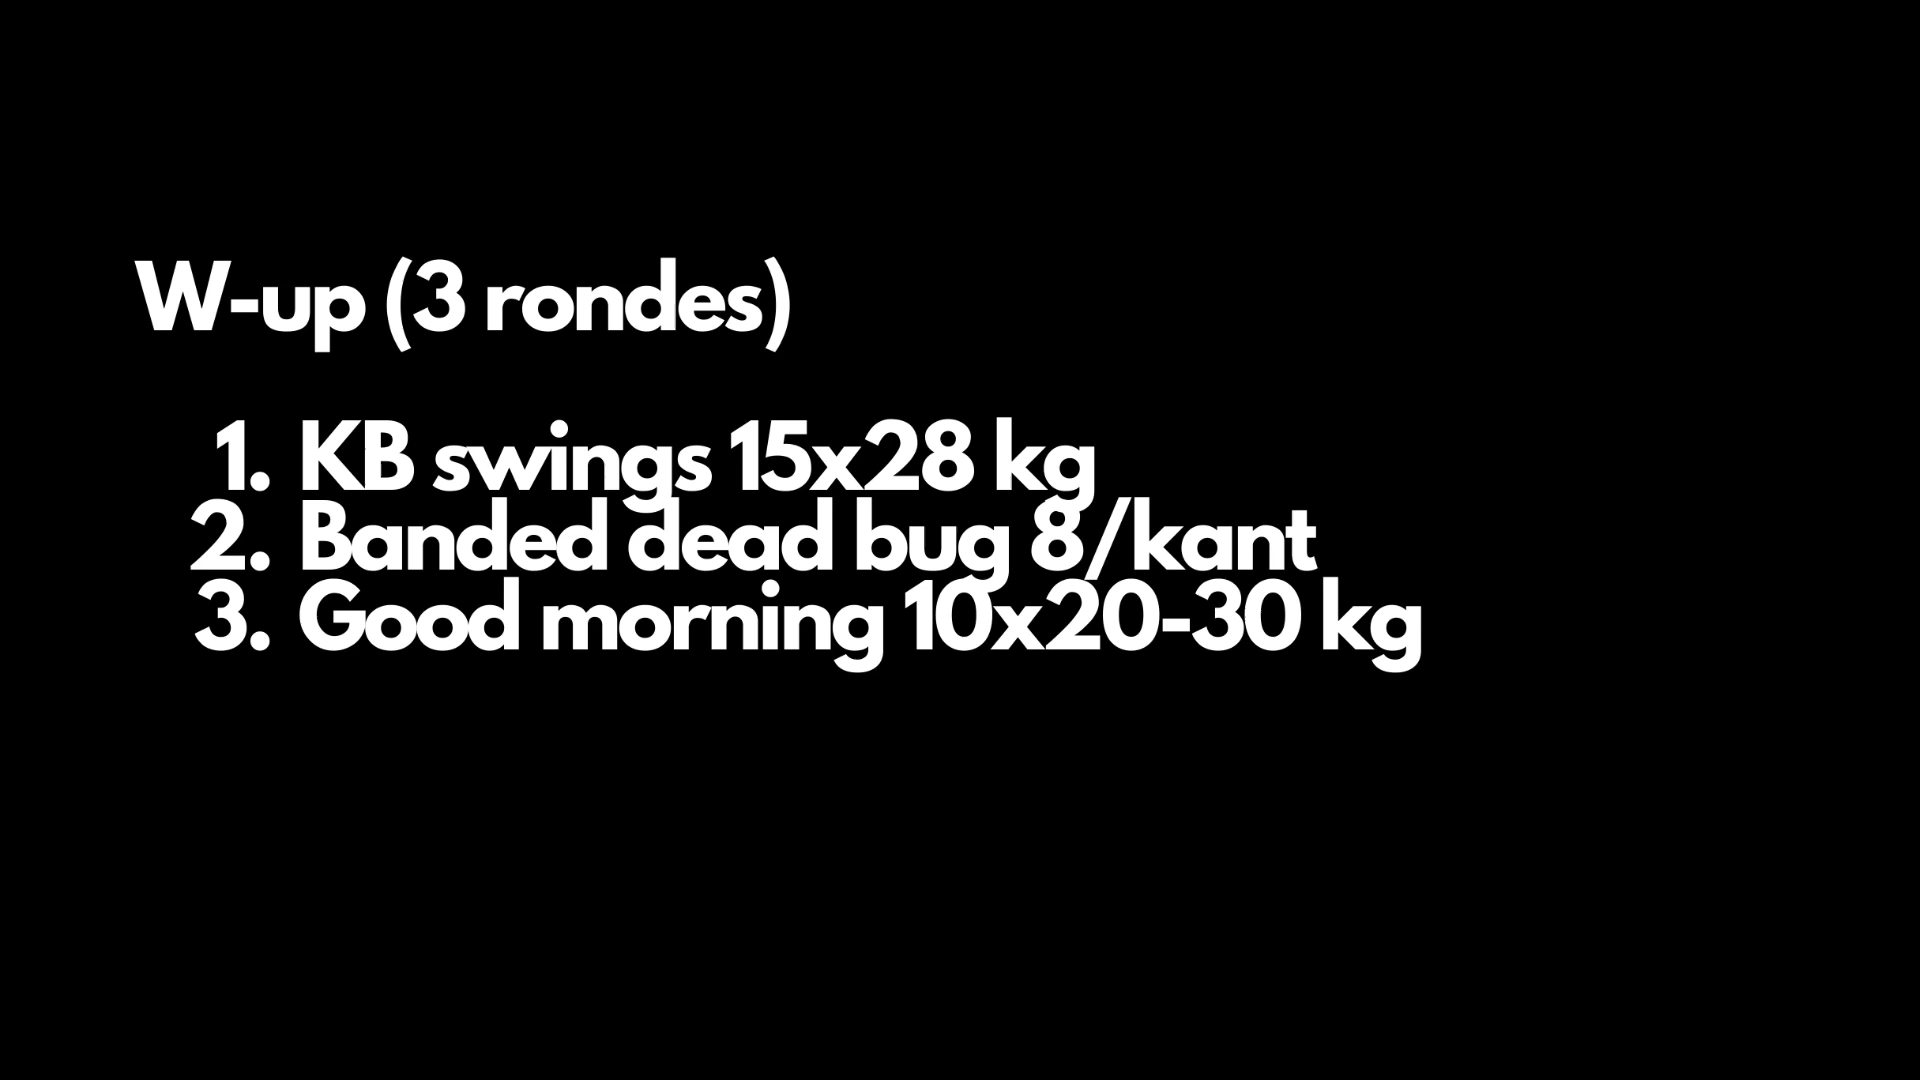 W-up (3 rondes)
1. KB swings 15x28 kg
2. Banded dead bug 8/kant
3. Good morning 10x20-30 kg